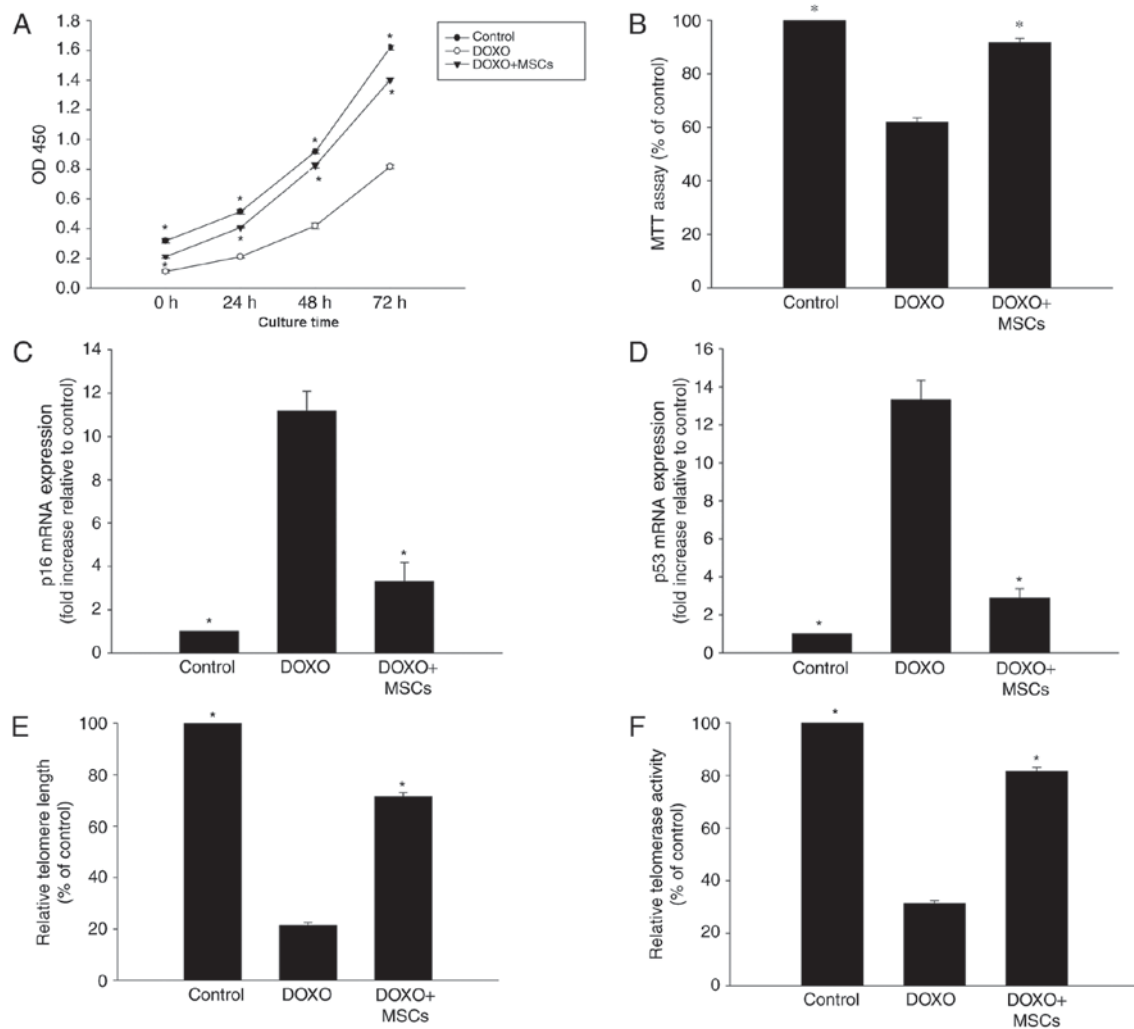 A
OD 450
1.8
1.6
1.4
1.2
1.0
0.8
0.6
0.4
0.2
0.0
0 h 24 h 48 h 72 h
Culture time
Control
DOXO
DOXO+MSCs
* * * *
* * * *
B
MTT assay (% of control)
100
80
60
40
20
0
* *
Control DOXO DOXO+
MSCs
C
p16 mRNA expression
(fold increase relative to control)
14
12
10
8
6
4
2
0
* *
Control DOXO DOXO+
MSCs
D
p53 mRNA expression
(fold increase relative to control)
16
14
12
10
8
6
4
2
0
* *
Control DOXO DOXO+
MSCs
E
Relative telomere length
(% of control)
100
80
60
40
20
0
* *
Control DOXO DOXO+
MSCs
F
Relative telomerase activity
(% of control)
100
80
60
40
20
0
* *
Control DOXO DOXO+
MSCs